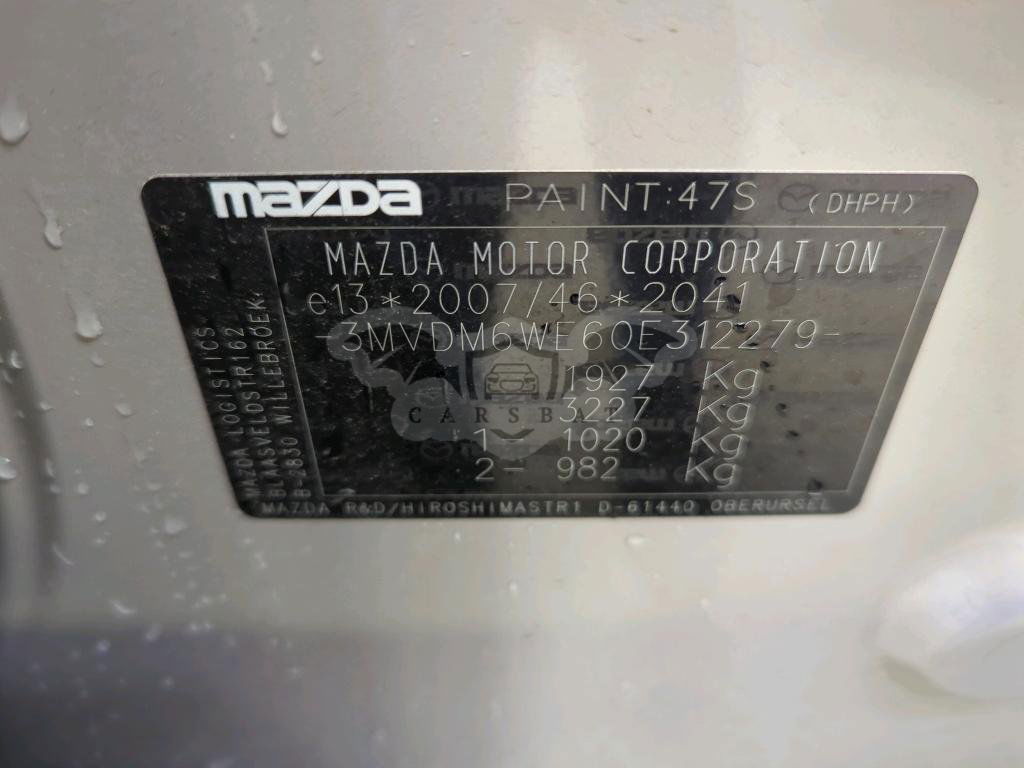 mazda PAINT:47S (DHPH)
MAZDA MOTOR CORPORATION
e13*2007/46*2041
-3MVDM6WE60E312279-
1927 Kg
3227 Kg
1- 1020 Kg
2- 982 Kg
MAZDA LOGISTICS
BLAASVELDSTR162
B-2830 WILLEBROEK
MAZDA R&D/HIROSHIMASTR1 D-61440 OBERURSEL
CARSBAT